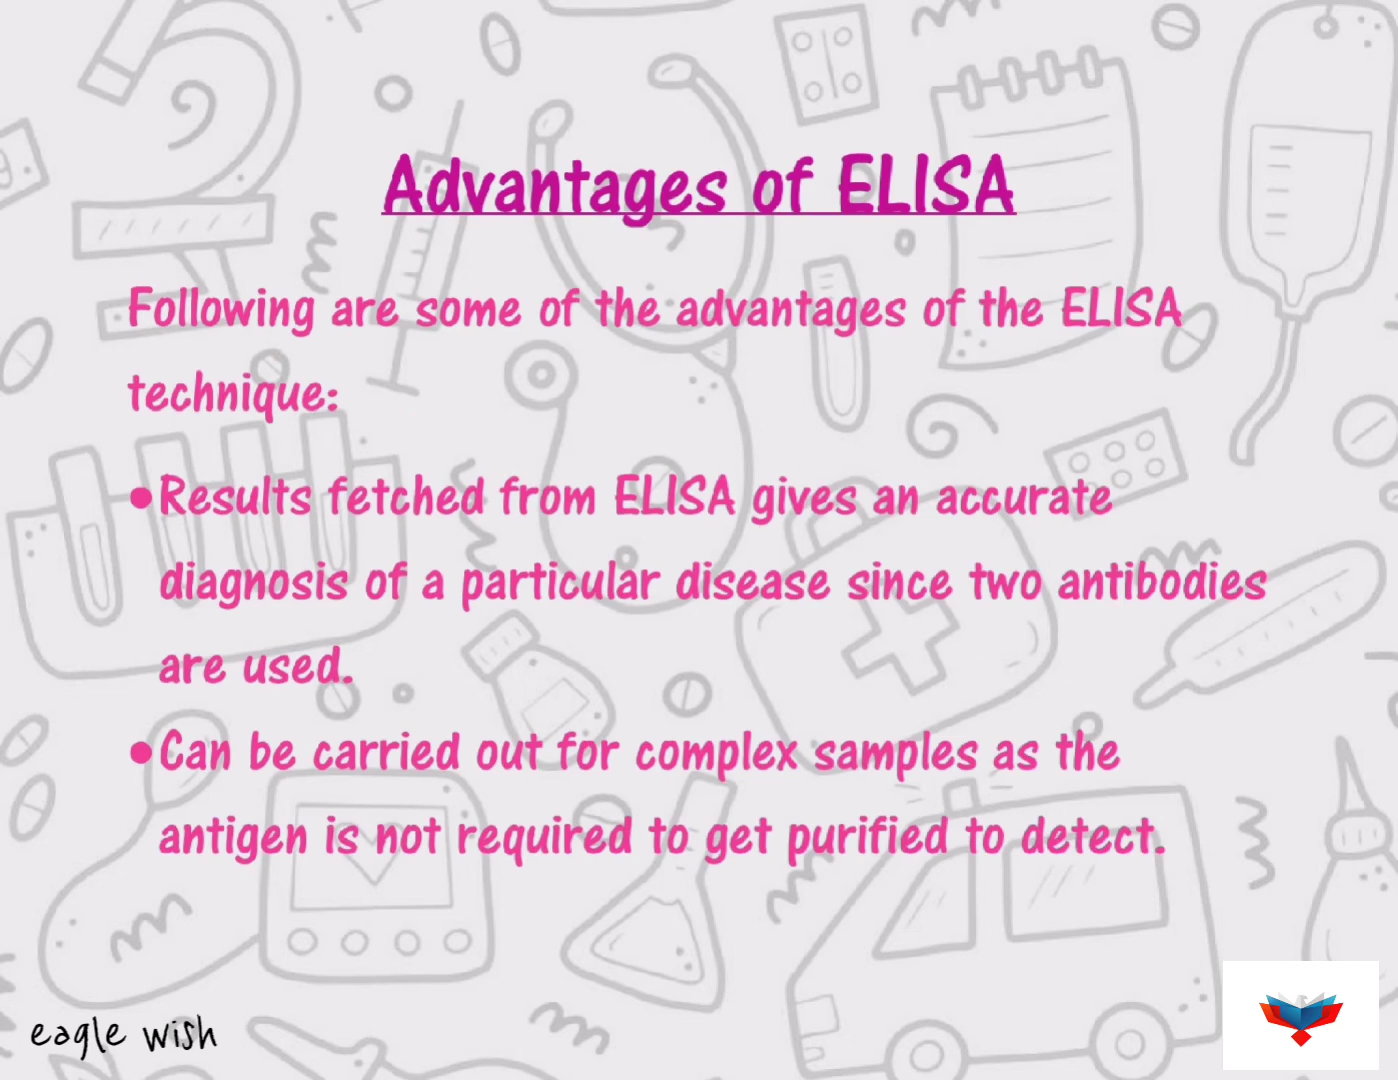 Advantages of ELISA
Following are some of the advantages of the ELISA
technique:
•Results fetched from ELISA gives an accurate
diagnosis of a particular disease since two antibodies
are used.
•Can be carried out for complex samples as the
antigen is not required to get purified to detect.
eagle wish